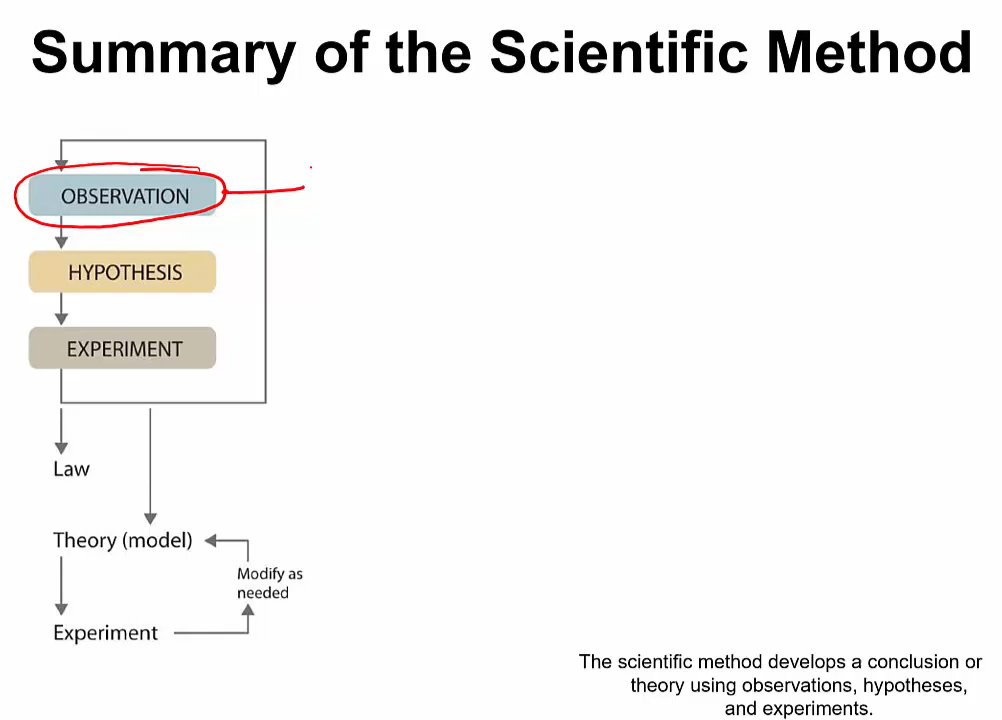 Summary of the Scientific Method
OBSERVATION
HYPOTHESIS
EXPERIMENT
Law
Theory (model)
Modify as
needed
Experiment
The scientific method develops a conclusion or
theory using observations, hypotheses,
and experiments.